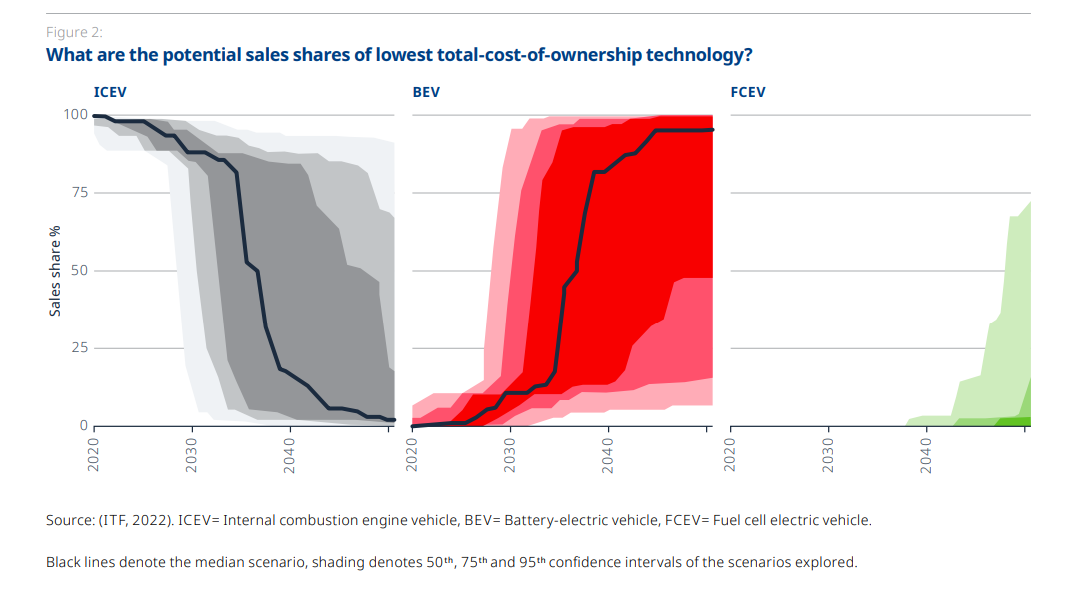 Figure 2:
What are the potential sales shares of lowest total-cost-of-ownership technology?
ICEV
BEV
FCEV
Sales share %
100
75
50
25
0
2020
2030
2040
2020
2030
2040
2020
2030
2040
Source: (ITF, 2022). ICEV= Internal combustion engine vehicle, BEV= Battery-electric vehicle, FCEV= Fuel cell electric vehicle.
Black lines denote the median scenario, shading denotes 50th, 75th and 95th confidence intervals of the scenarios explored.